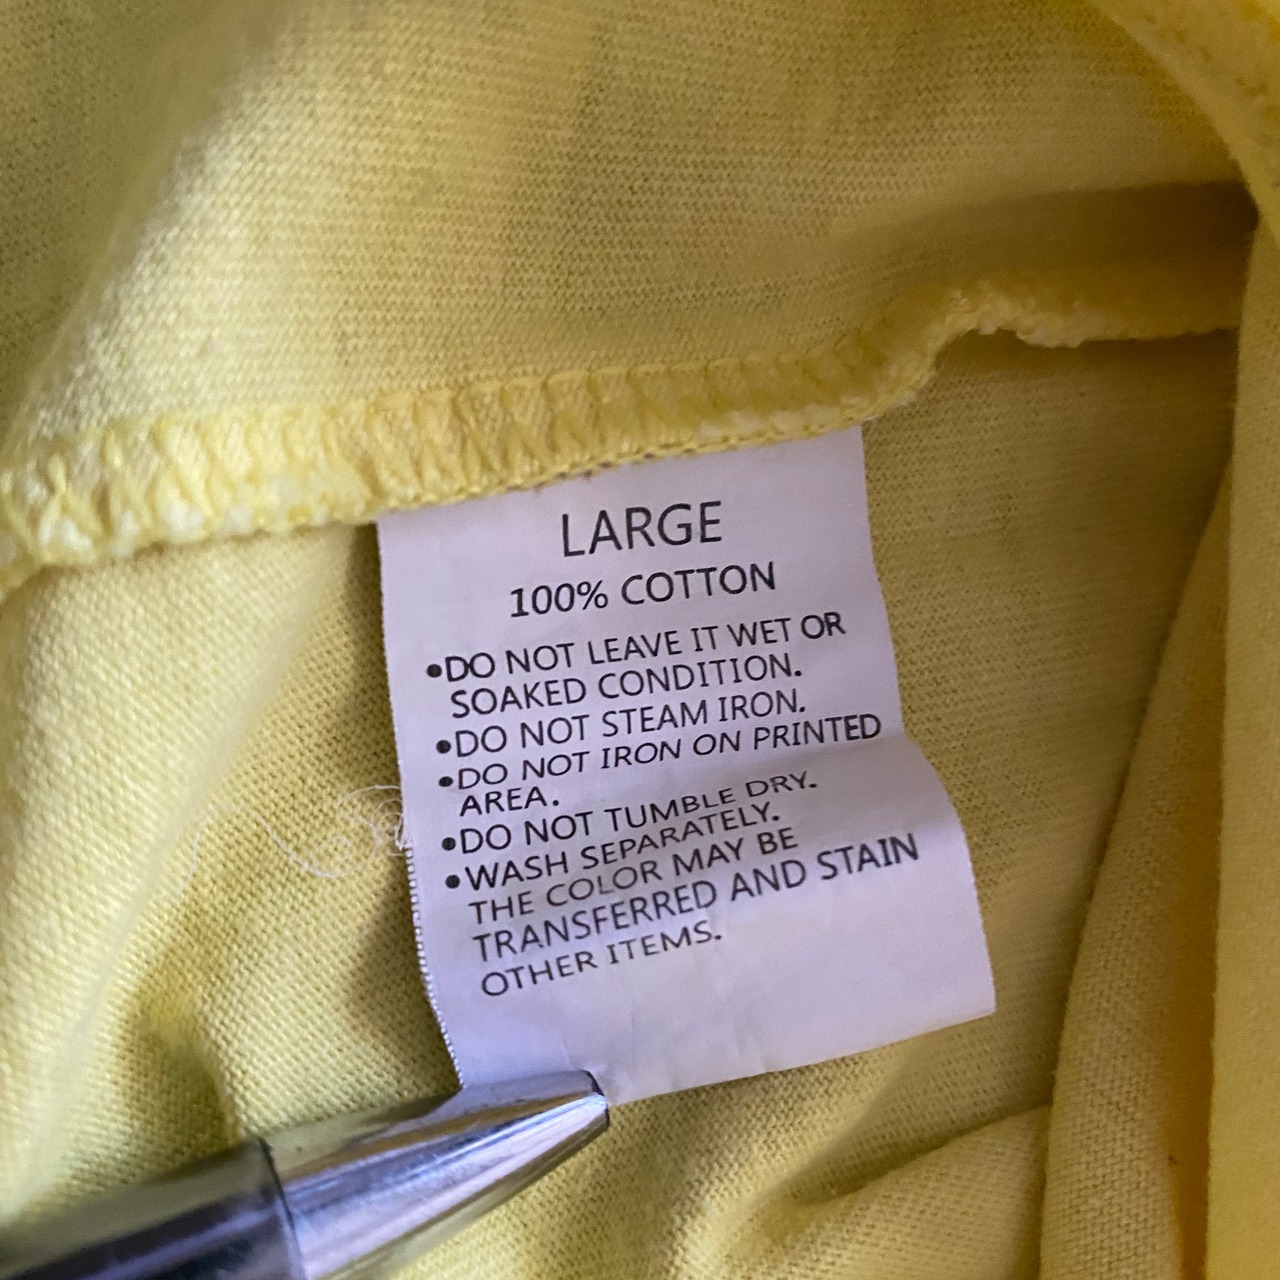 LARGE
100% COTTON
•DO NOT LEAVE IT WET OR
SOAKED CONDITION.
•DO NOT STEAM IRON.
•DO NOT IRON ON PRINTED
AREA.
•DO NOT TUMBLE DRY.
•WASH SEPARATELY.
THE COLOR MAY BE
TRANSFERRED AND STAIN
OTHER ITEMS.